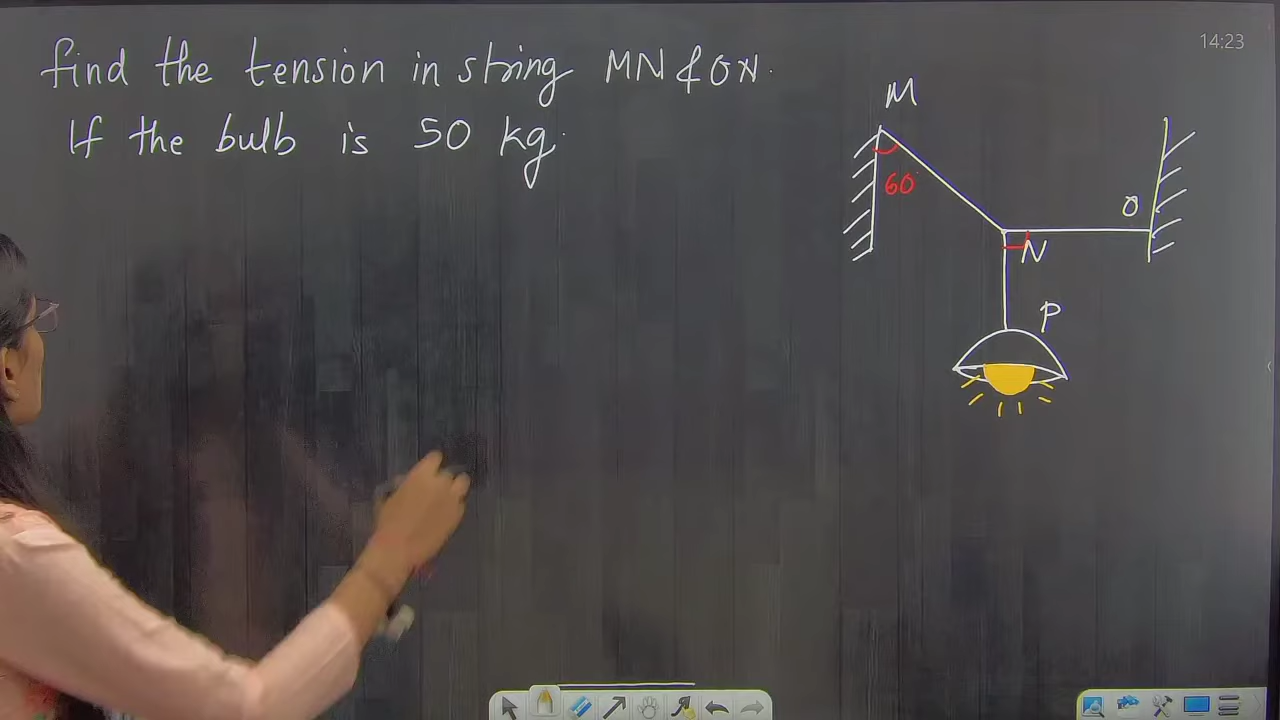 find the tension in string MN & ON.
If the bulb is 50 kg.
14:23
M
60
O
N
P